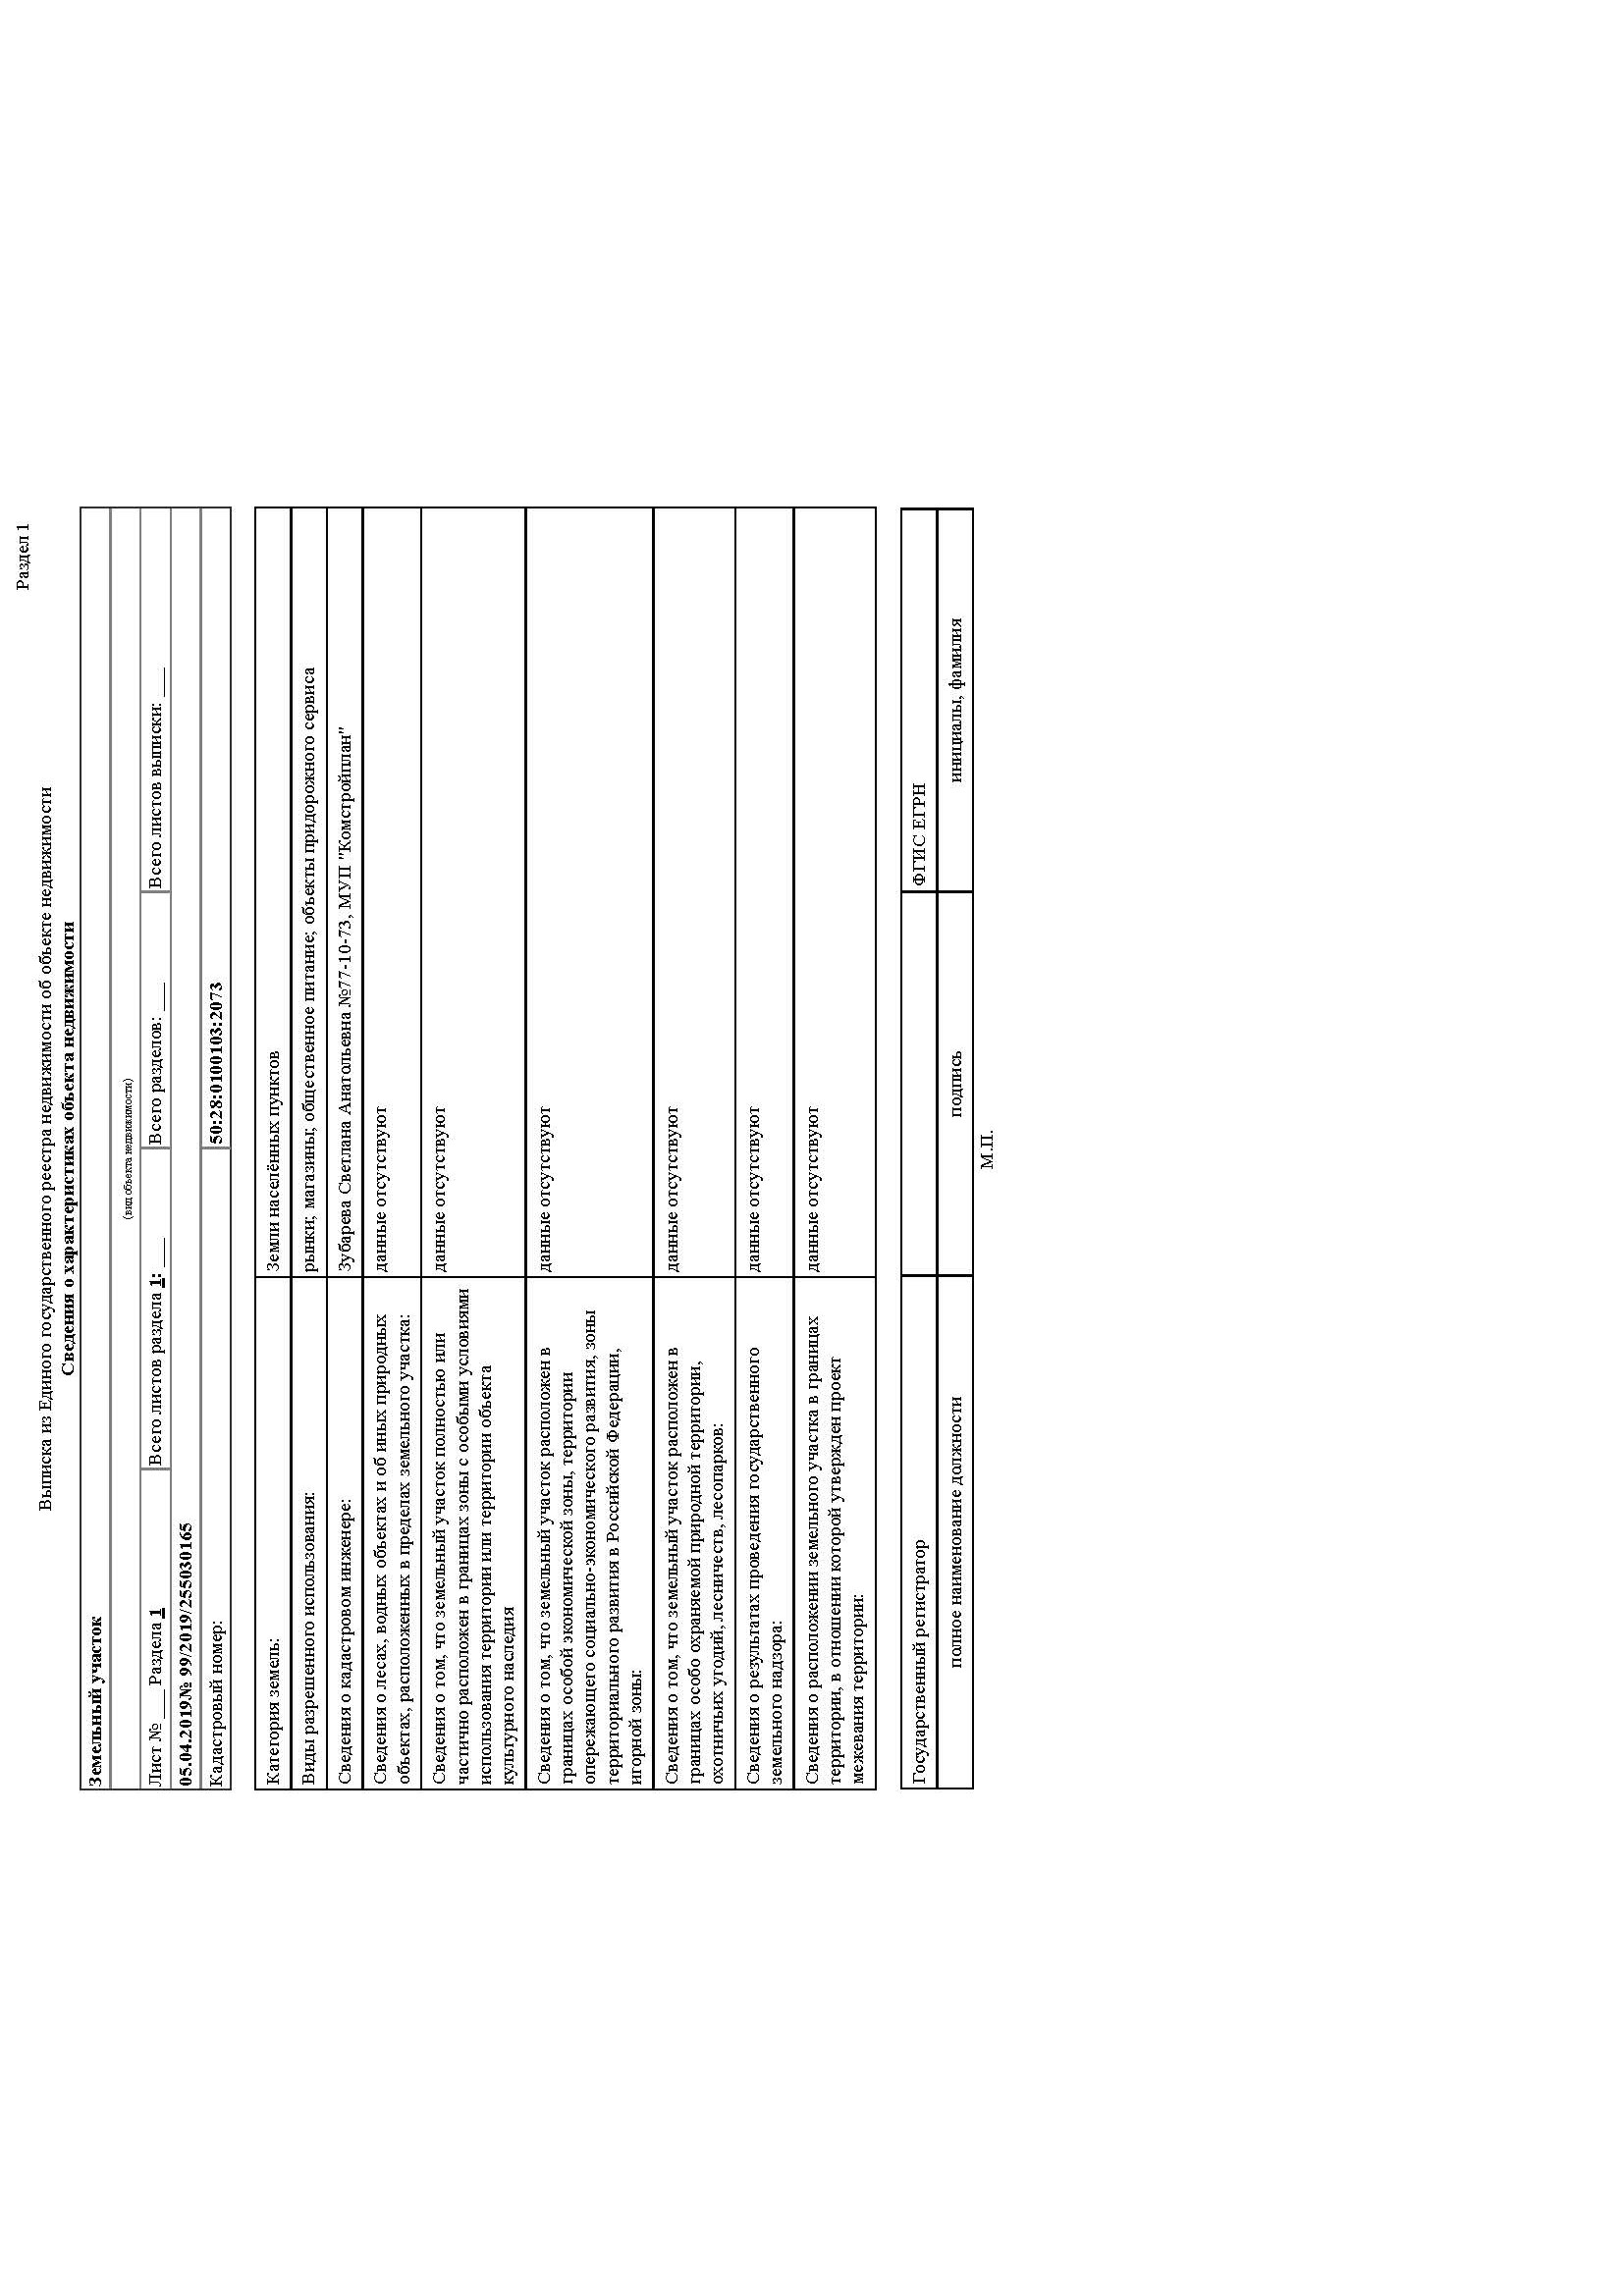 Раздел 1
Выписка из Единого государственного реестра недвижимости об объекте недвижимости
Сведения о характеристиках объекта недвижимости
Земельный участок
(вид объекта недвижимости)
Лист № ___ Раздела 1 Всего листов раздела 1: ___ Всего разделов: ___ Всего листов выписки: ___
05.04.2019№ 99/2019/255030165
Кадастровый номер: 50:28:0100103:2073
Категория земель: Земли населённых пунктов
Виды разрешенного использования: рынки; магазины; общественное питание; объекты придорожного сервиса
Сведения о кадастровом инженере: Зубарева Светлана Анатольевна №77-10-73, МУП "Комстройплан"
Сведения о лесах, водных объектах и об иных природных данные отсутствуют
объектах, расположенных в пределах земельного участка:
Сведения о том, что земельный участок полностью или данные отсутствуют
частично расположен в границах зоны с особыми условиями
использования территории или территории объекта
культурного наследия
Сведения о том, что земельный участок расположен в данные отсутствуют
границах особой экономической зоны, территории
опережающего социально-экономического развития, зоны
территориального развития в Российской Федерации,
игорной зоны:
Сведения о том, что земельный участок расположен в данные отсутствуют
границах особо охраняемой природной территории,
охотничьих угодий, лесничеств, лесопарков:
Сведения о результатах проведения государственного данные отсутствуют
земельного надзора:
Сведения о расположении земельного участка в границах данные отсутствуют
территории, в отношении которой утвержден проект
межевания территории:
Государственный регистратор ФГИС ЕГРН
полное наименование должности подпись инициалы, фамилия
М.П.